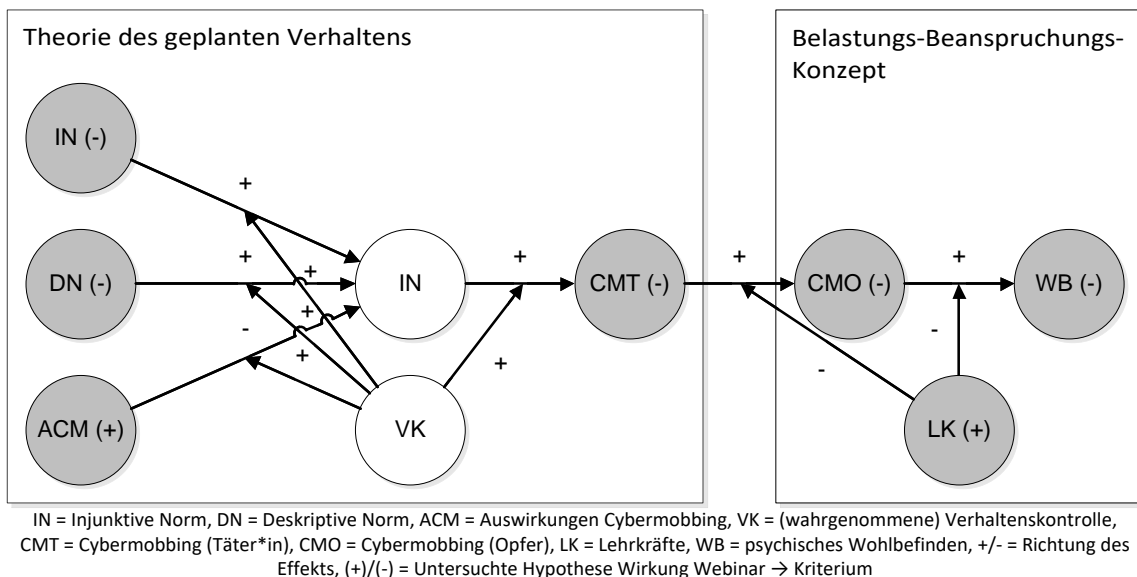 Theorie des geplanten Verhaltens
Belastungs-Beanspruchungs-
Konzept
IN (-)
+
DN (-)
+
+
IN
+
CMT (-)
+
CMO (-)
+
WB (-)
-
+
+
+
-
-
ACM (+)
VK
LK (+)
IN = Injunktive Norm, DN = Deskriptive Norm, ACM = Auswirkungen Cybermobbing, VK = (wahrgenommene) Verhaltenskontrolle,
CMT = Cybermobbing (Täter*in), CMO = Cybermobbing (Opfer), LK = Lehrkräfte, WB = psychisches Wohlbefinden, +/- = Richtung des
Effekts, (+)/(-) = Untersuchte Hypothese Wirkung Webinar → Kriterium